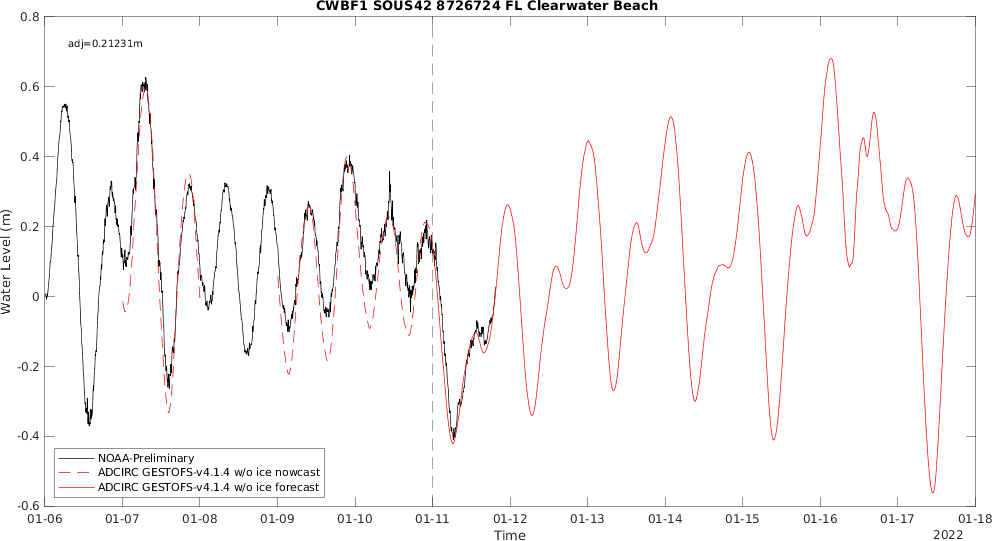 CWBF1 SOUS42 8726724 FL Clearwater Beach
adj=0.21231m
0.8
0.6
0.4
0.2
0
-0.2
-0.4
-0.6
Water Level (m)
NOAA-Preliminary
ADCIRC GESTOFS-v4.1.4 w/o ice nowcast
ADCIRC GESTOFS-v4.1.4 w/o ice forecast
01-06 01-07 01-08 01-09 01-10 01-11 01-12 01-13 01-14 01-15 01-16 01-17 01-18
Time
2022